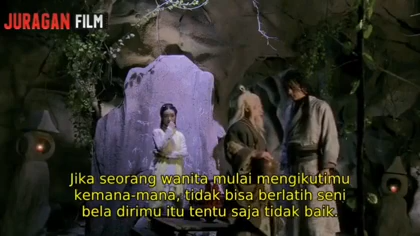 JURAGAN FILM
Jika seorang wanita mulai mengikutimu
kemana-mana, tidak bisa berlatih seni
bela dirimu itu tentu saja tidak baik.